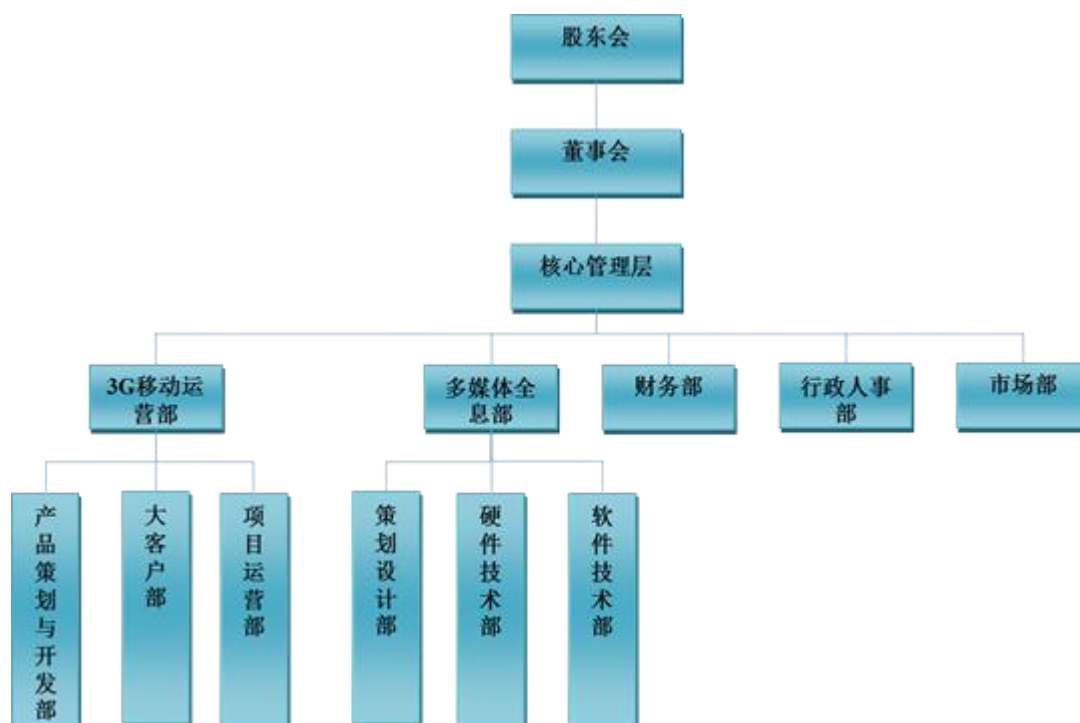 股东会
董事会
核心管理层
3G移动运
营部
多媒体全
息部
财务部
行政人事
部
市场部
产品策划与开发部
大客户部
项目运营部
策划设计部
硬件技术部
软件技术部